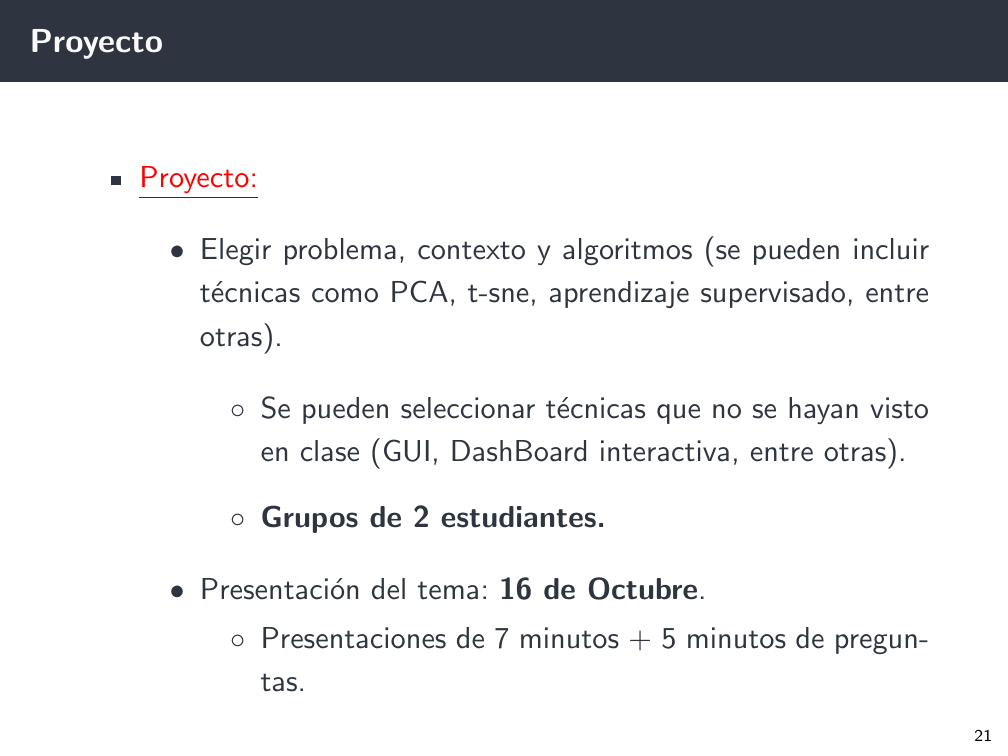 Proyecto
▪ Proyecto:
• Elegir problema, contexto y algoritmos (se pueden incluir
técnicas como PCA, t-sne, aprendizaje supervisado, entre
otras).
◦ Se pueden seleccionar técnicas que no se hayan visto
en clase (GUI, DashBoard interactiva, entre otras).
◦ Grupos de 2 estudiantes.
• Presentación del tema: 16 de Octubre.
◦ Presentaciones de 7 minutos + 5 minutos de pregun-
tas.
21